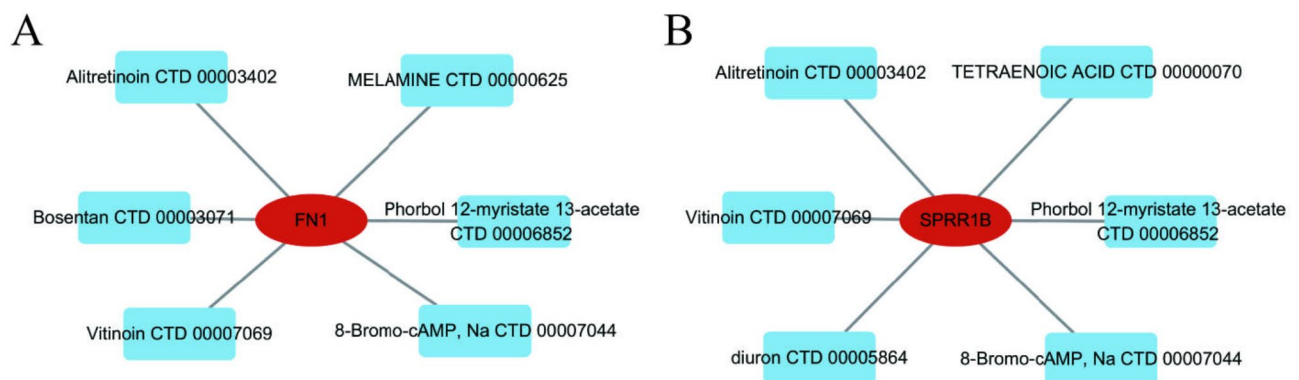 A
Alitretinoin CTD 00003402
MELAMINE CTD 00000625
Bosentan CTD 00003071
FN1
Phorbol 12-myristate 13-acetate
CTD 00006852
Vitinoin CTD 00007069
8-Bromo-cAMP, Na CTD 00007044
B
Alitretinoin CTD 00003402
TETRAENOIC ACID CTD 00000070
Vitinoin CTD 00007069
SPRR1B
Phorbol 12-myristate 13-acetate
CTD 00006852
diuron CTD 00005864
8-Bromo-cAMP, Na CTD 00007044